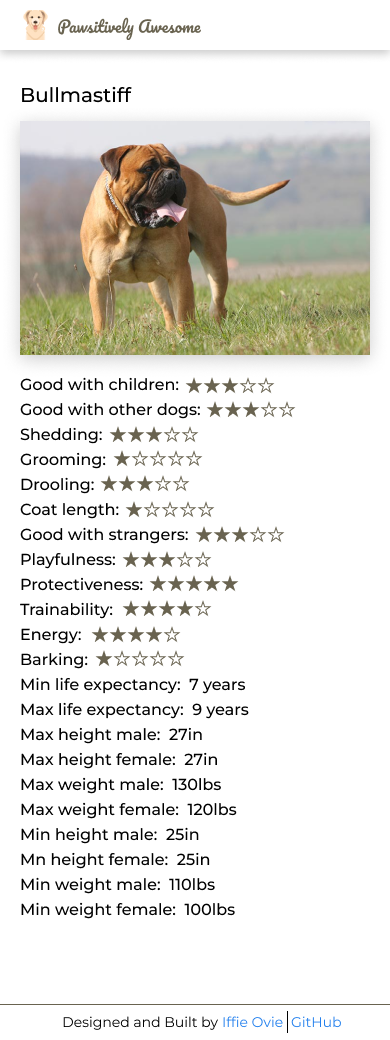 Pawsitively Awesome
Bullmastiff
Good with children: ★★★☆☆
Good with other dogs: ★★★☆☆
Shedding: ★★★☆☆
Grooming: ★☆☆☆☆
Drooling: ★★★☆☆
Coat length: ★☆☆☆☆
Good with strangers: ★★★☆☆
Playfulness: ★★★☆☆
Protectiveness: ★★★★★
Trainability: ★★★★☆
Energy: ★★★★☆
Barking: ★☆☆☆☆
Min life expectancy: 7 years
Max life expectancy: 9 years
Max height male: 27in
Max height female: 27in
Max weight male: 130lbs
Max weight female: 120lbs
Min height male: 25in
Mn height female: 25in
Min weight male: 110lbs
Min weight female: 100lbs
Designed and Built by Iffie Ovie | GitHub